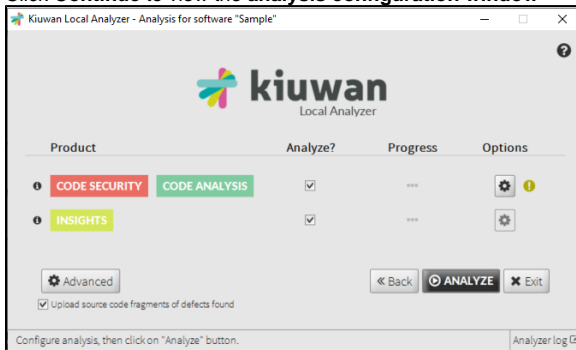 Click Continue to view the analysis configuration window
Kiuwan Local Analyzer - Analysis for software "Sample"
kiuwan
Local Analyzer
Product Analyze? Progress Options
CODE SECURITY CODE ANALYSIS
INSIGHTS
Advanced Back ANALYZE Exit
Upload source code fragments of defects found
Configure analysis, then click on "Analyze" button. Analyzer log